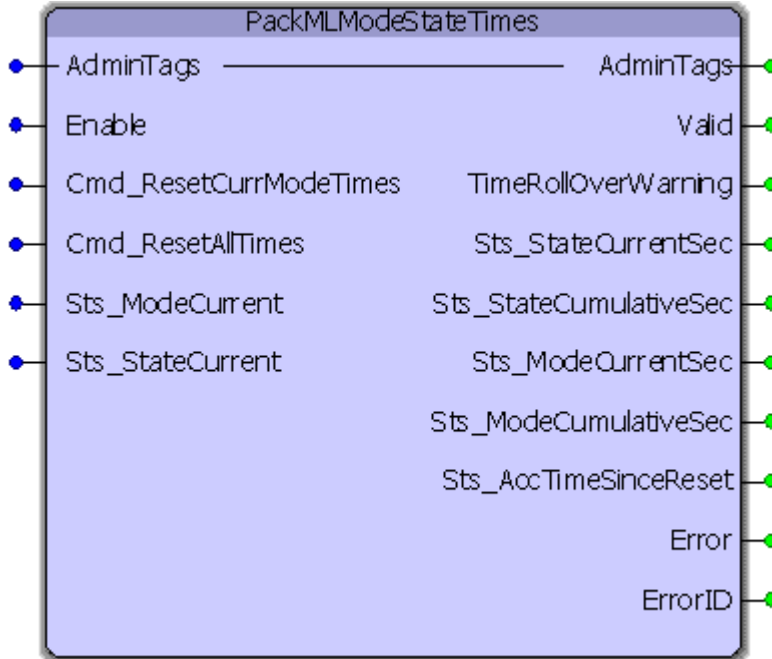 PackMLModeStateTimes
AdminTags AdminTags
Enable Valid
Cmd_ResetCurrModeTimes TimeRollOverWarning
Cmd_ResetAllTimes Sts_StateCurrentSec
Sts_ModeCurrent Sts_StateCumulativeSec
Sts_StateCurrent Sts_ModeCurrentSec
Sts_ModeCumulativeSec
Sts_AccTimeSinceReset
Error
ErrorID